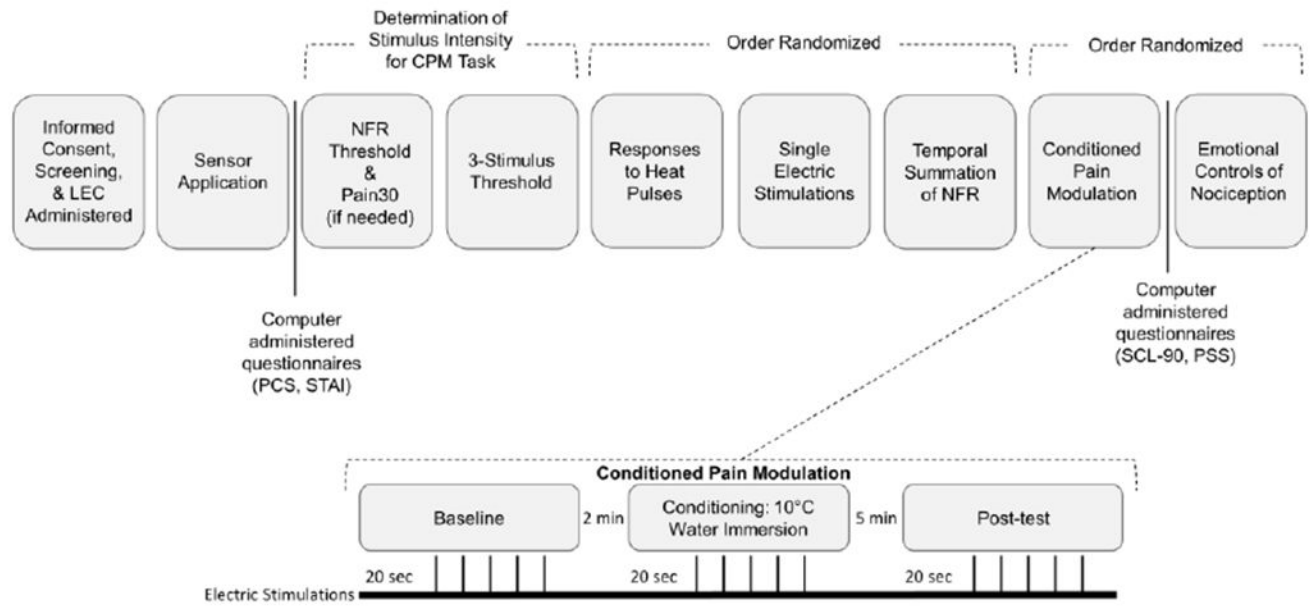 Determination of
Stimulus Intensity
for CPM Task
Order Randomized
Order Randomized
Informed
Consent,
Screening,
& LEC
Administered
Sensor
Application
NFR
Threshold
&
Pain30
(if needed)
3-Stimulus
Threshold
Responses
to Heat
Pulses
Single
Electric
Stimulations
Temporal
Summation
of NFR
Conditioned
Pain
Modulation
Emotional
Controls of
Nociception
Computer
administered
questionnaires
(PCS, STAI)
Computer
administered
questionnaires
(SCL-90, PSS)
Conditioned Pain Modulation
Baseline
2 min
Conditioning: 10°C
Water Immersion
5 min
Post-test
20 sec
20 sec
20 sec
Electric Stimulations